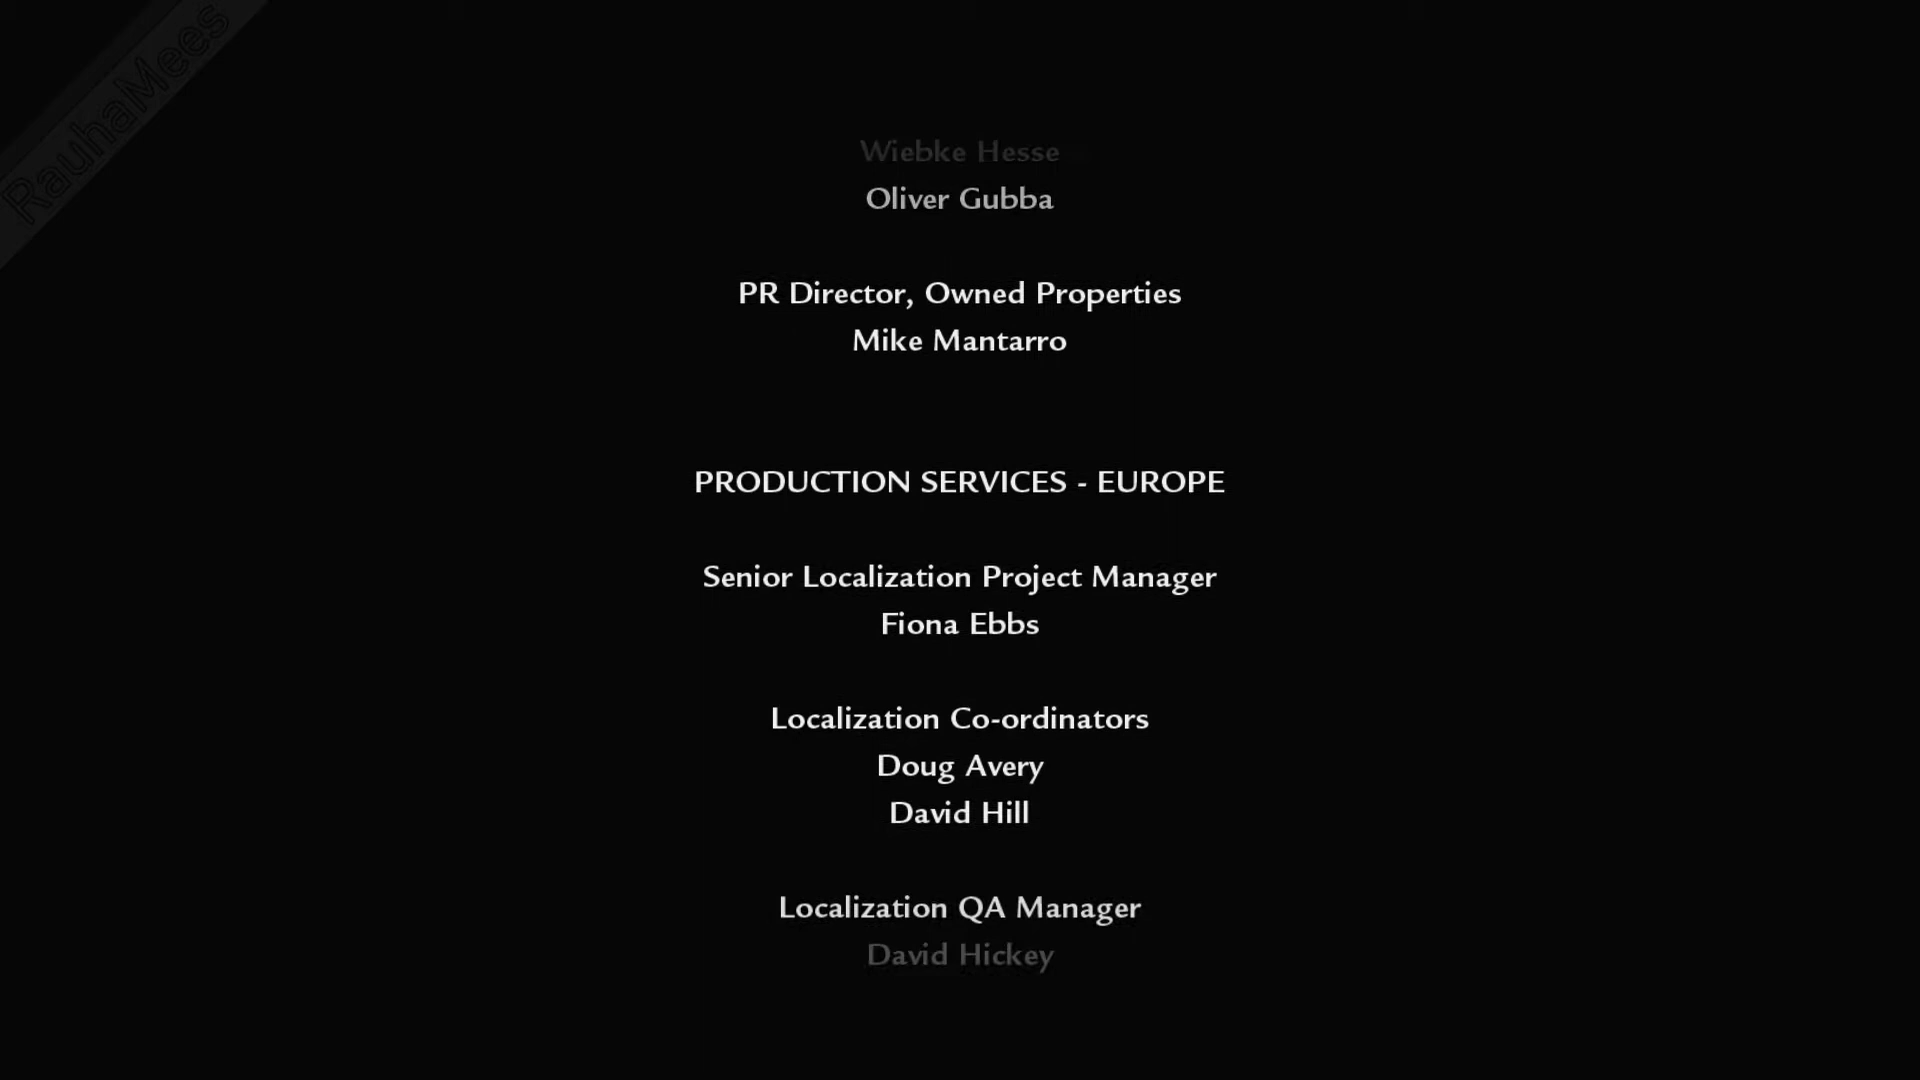 RauhaMees
Wiebke Hesse
Oliver Gubba
PR Director, Owned Properties
Mike Mantarro
PRODUCTION SERVICES - EUROPE
Senior Localization Project Manager
Fiona Ebbs
Localization Co-ordinators
Doug Avery
David Hill
Localization QA Manager
David Hickey